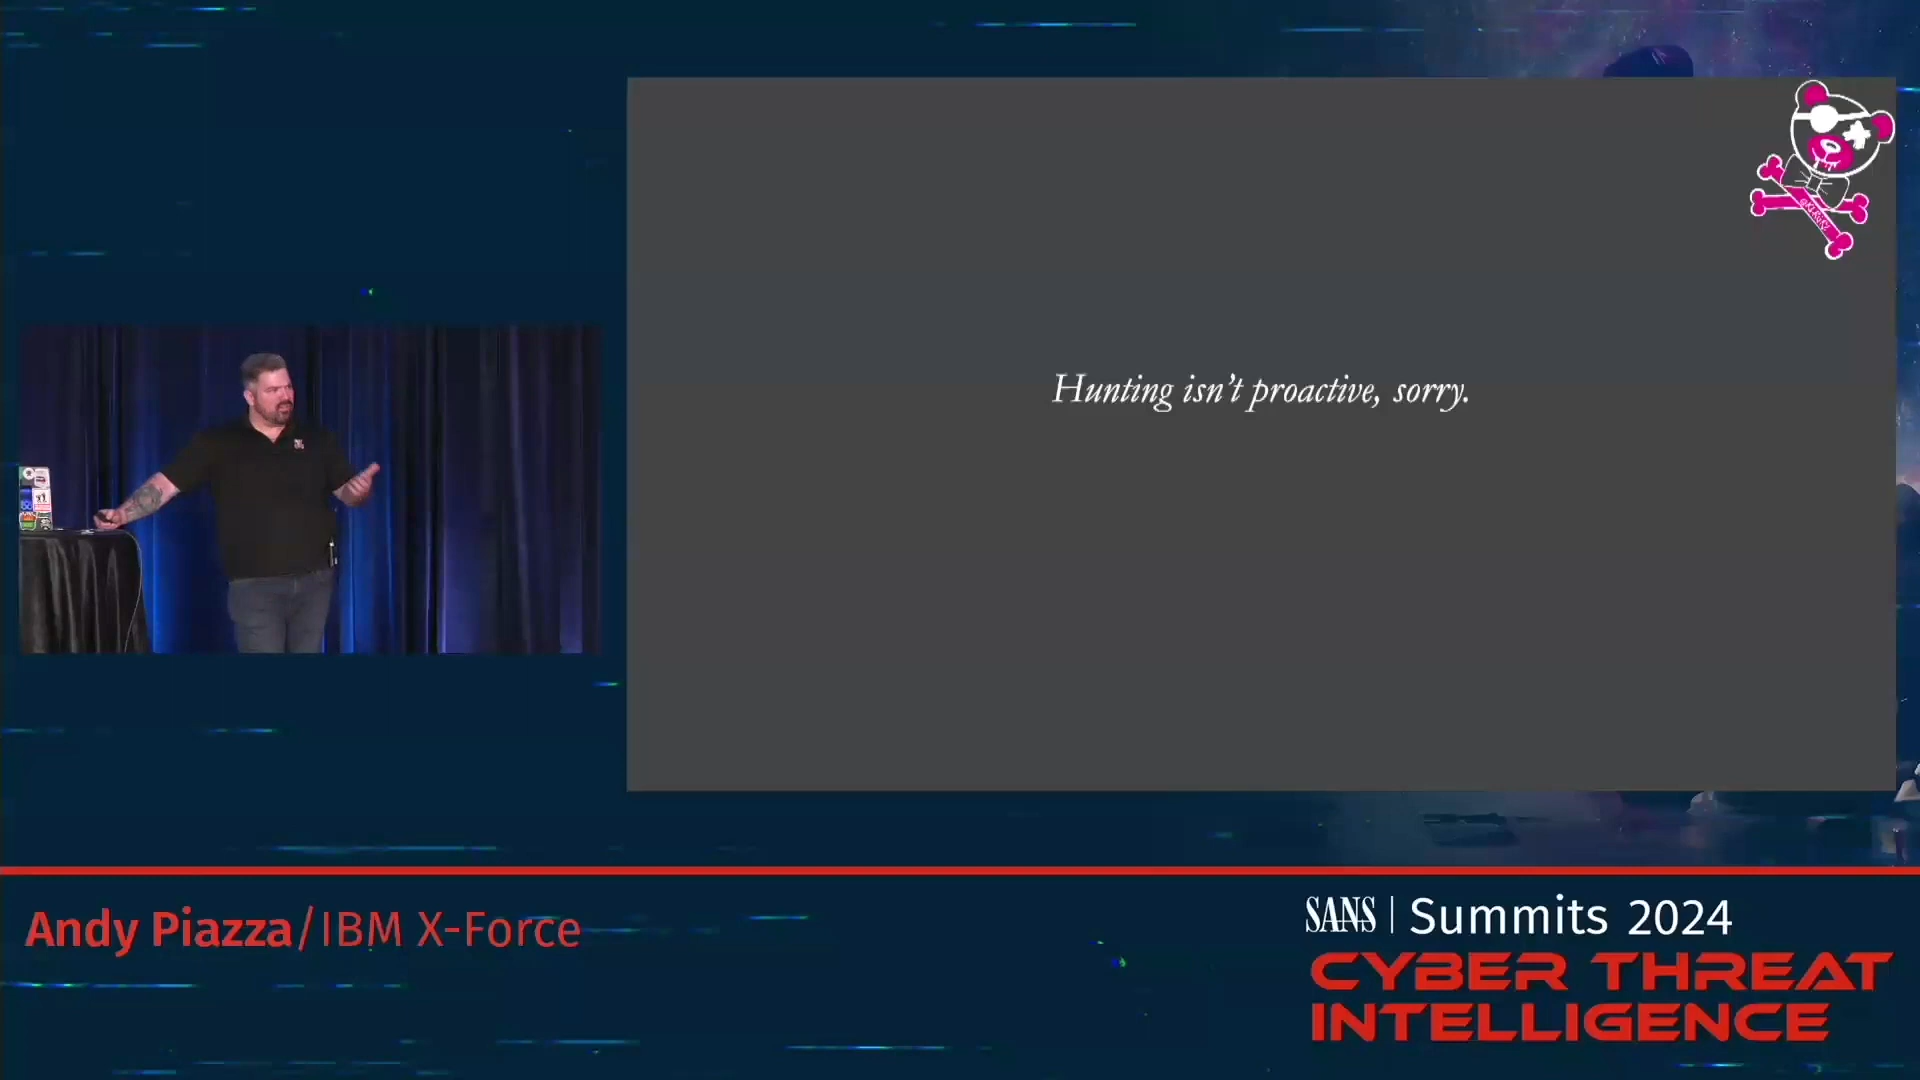 Hunting isn't proactive, sorry.
Andy Piazza/IBM X-Force
SANS | Summits 2024
CYBER THREAT
INTELLIGENCE